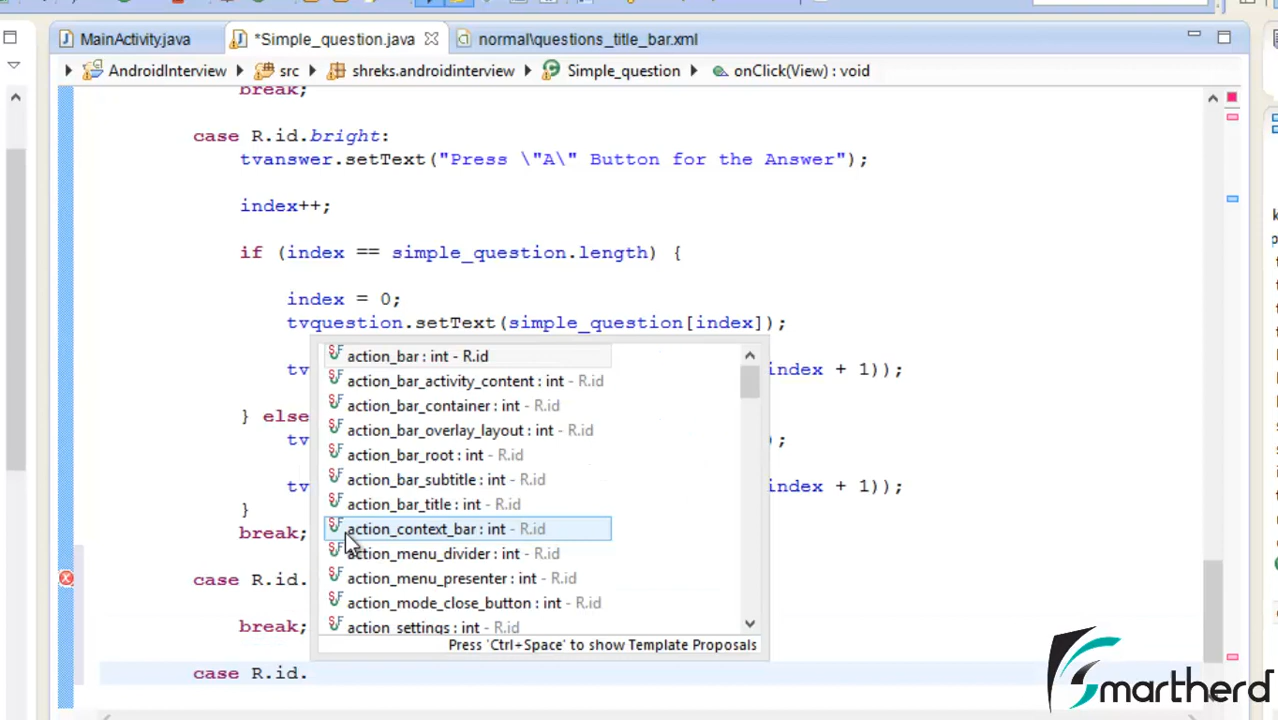 MainActivity.java
*Simple_question.java
normal\questions_title_bar.xml
AndroidInterview
src
shreks.androidinterview
Simple_question
onClick(View) : void
break;
case R.id.bright:
tvanswer.setText("Press \"A\" Button for the Answer");
index++;
if (index == simple_question.length) {
index = 0;
tvquestion.setText(simple_question[index]);
tv
index + 1));
} else
tv
);
tv
index + 1));
}
break;
case R.id.
break;
case R.id.
action_bar : int - R.id
action_bar_activity_content : int - R.id
action_bar_container : int - R.id
action_bar_overlay_layout : int - R.id
action_bar_root : int - R.id
action_bar_subtitle : int - R.id
action_bar_title : int - R.id
action_context_bar : int - R.id
action_menu_divider : int - R.id
action_menu_presenter : int - R.id
action_mode_close_button : int - R.id
action_settings : int - R.id
Press 'Ctrl+Space' to show Template Proposals
Smartherd